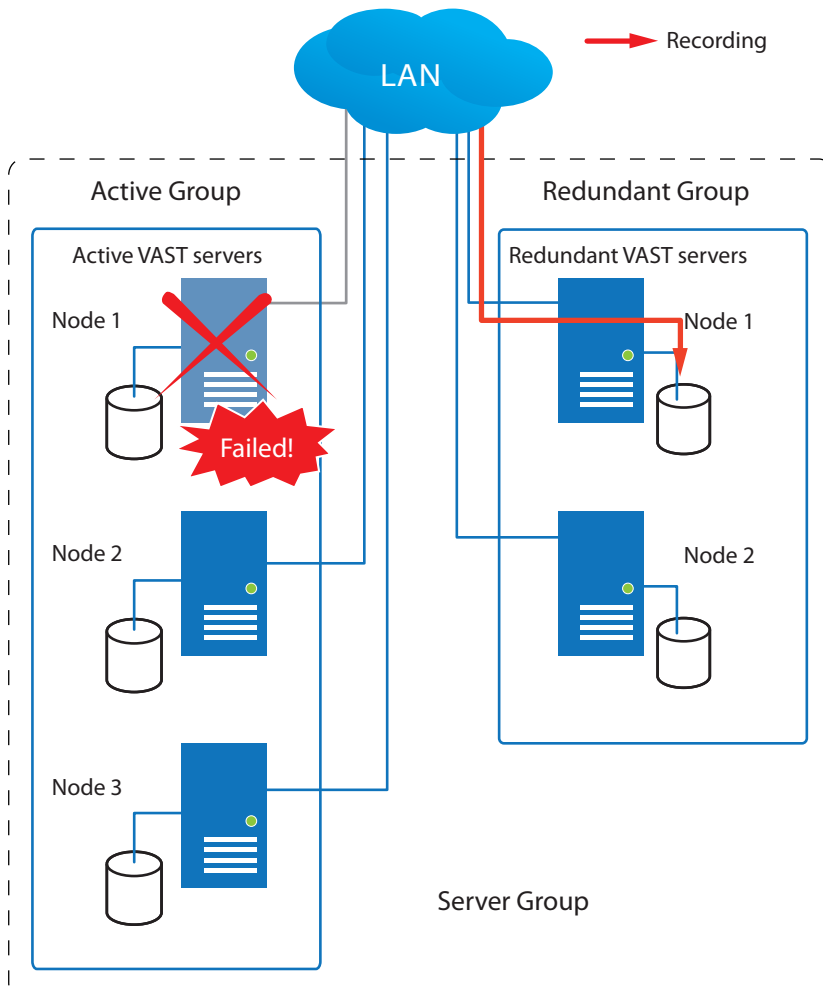 LAN
Recording
Active Group
Redundant Group
Active VAST servers
Redundant VAST servers
Node 1
Node 1
Failed!
Node 2
Node 2
Node 3
Server Group